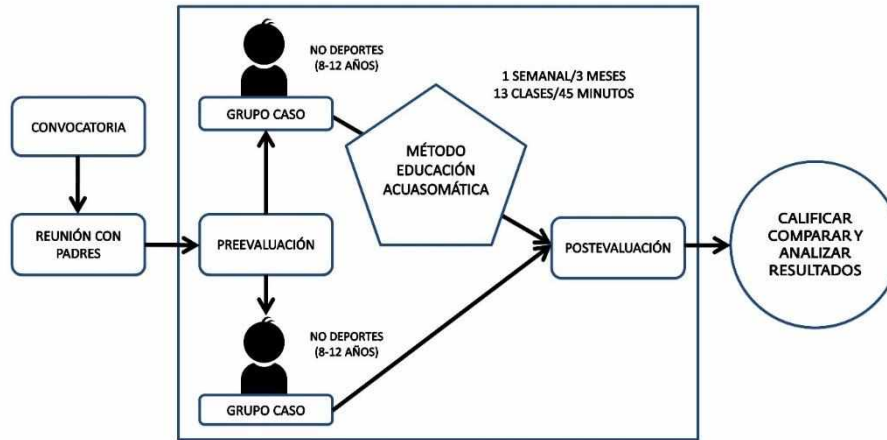 CONVOCATORIA
REUNIÓN CON
PADRES
PREEVALUACIÓN
NO DEPORTES
(8-12 AÑOS)
GRUPO CASO
NO DEPORTES
(8-12 AÑOS)
GRUPO CASO
1 SEMANAL/3 MESES
13 CLASES/45 MINUTOS
MÉTODO
EDUCACIÓN
ACUASOMÁTICA
POSTEVALUACIÓN
CALIFICAR
COMPARAR Y
ANALIZAR
RESULTADOS